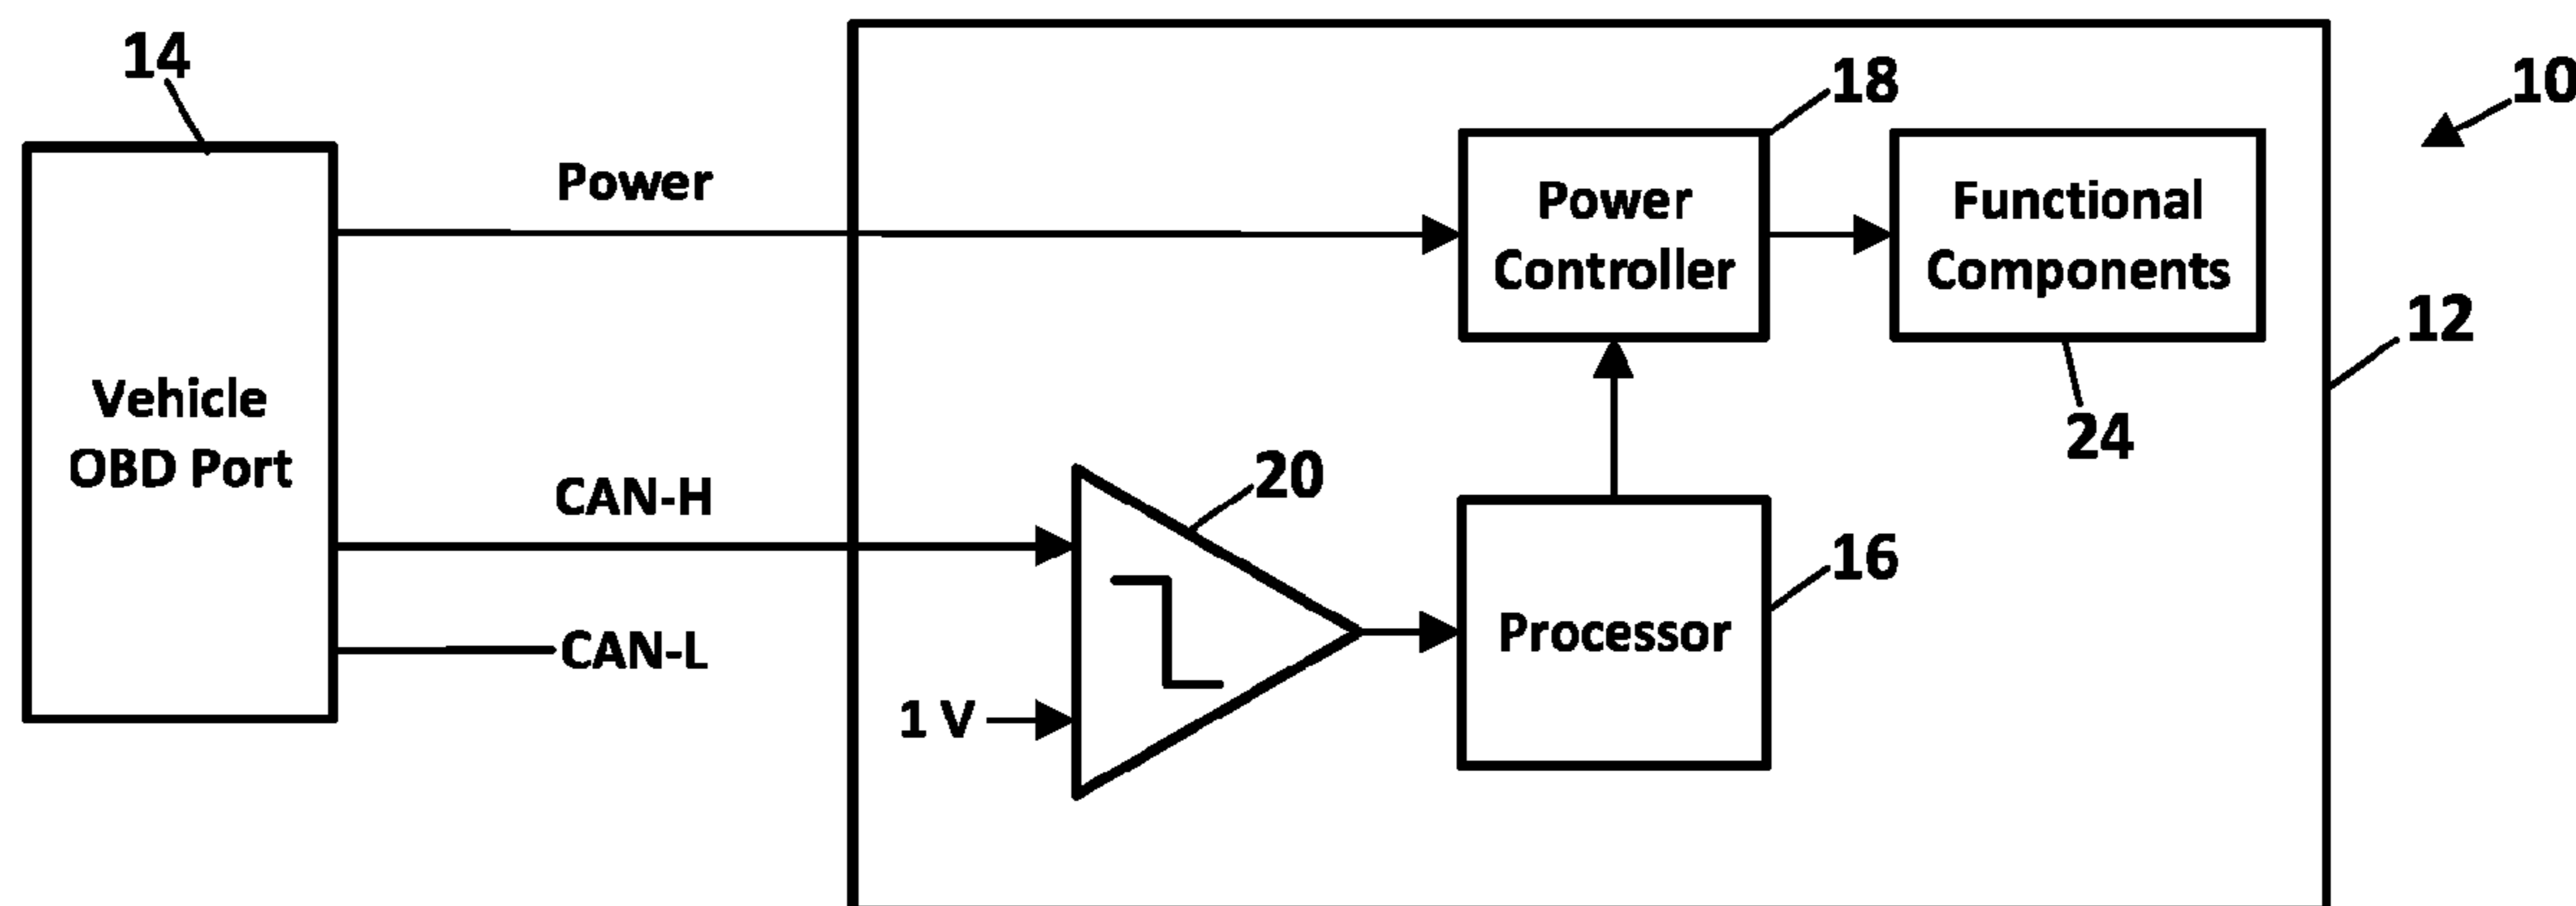 14
18
10
Power
Power
Controller
Functional
Components
12
Vehicle
OBD Port
24
CAN-H
20
16
Processor
CAN-L
1 V